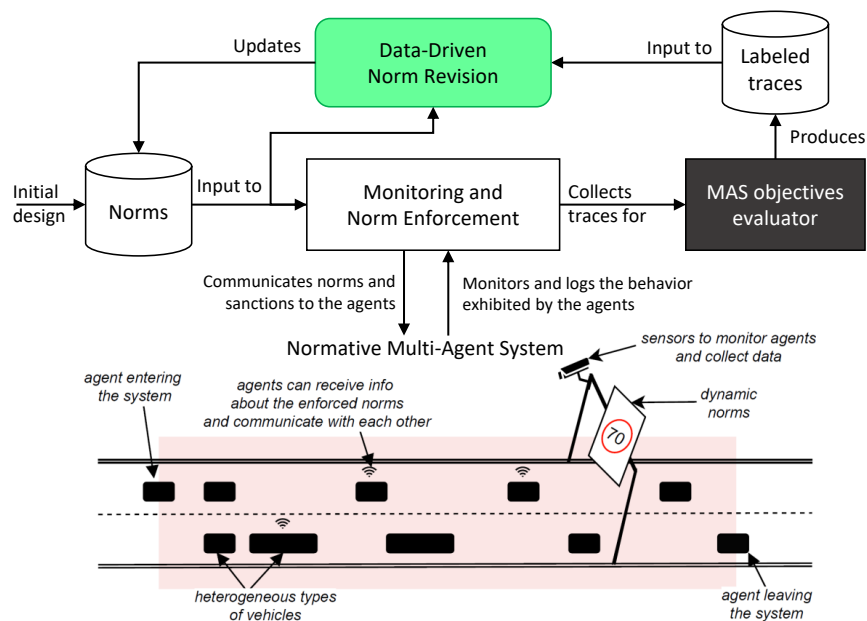 Updates
Data-Driven
Norm Revision
Input to
Labeled
traces
Produces
Initial
design
Norms
Input to
Monitoring and
Norm Enforcement
Collects
traces for
MAS objectives
evaluator
Communicates norms and
sanctions to the agents
Monitors and logs the behavior
exhibited by the agents
Normative Multi-Agent System
sensors to monitor agents
and collect data
agent entering
the system
agents can receive info
about the enforced norms
and communicate with each other
dynamic
norms
70
heterogeneous types
of vehicles
agent leaving
the system